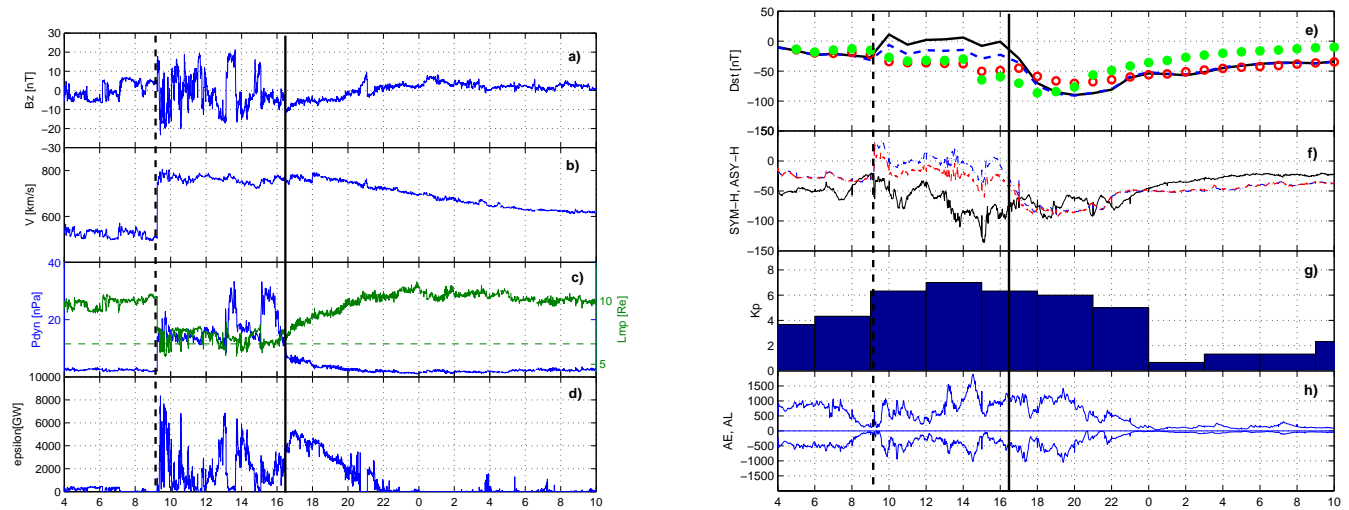 a)
Bz [nT]
30
20
10
0
−10
−20
−30
b)
V [km/s]
800
600
c)
Pdyn [nPa]
40
20
Lmp [Re]
10
5
d)
epsilon[GW]
10000
8000
6000
4000
2000
0
4 6 8 10 12 14 16 18 20 22 0 2 4 6 8 10
e)
Dst [nT]
50
0
−50
−100
−150
f)
SYM−H, ASY−H
50
0
−50
−100
−150
g)
Kp
8
6
4
2
0
h)
AE, AL
1500
1000
500
0
−500
−1000
−1500
4 6 8 10 12 14 16 18 20 22 0 2 4 6 8 10